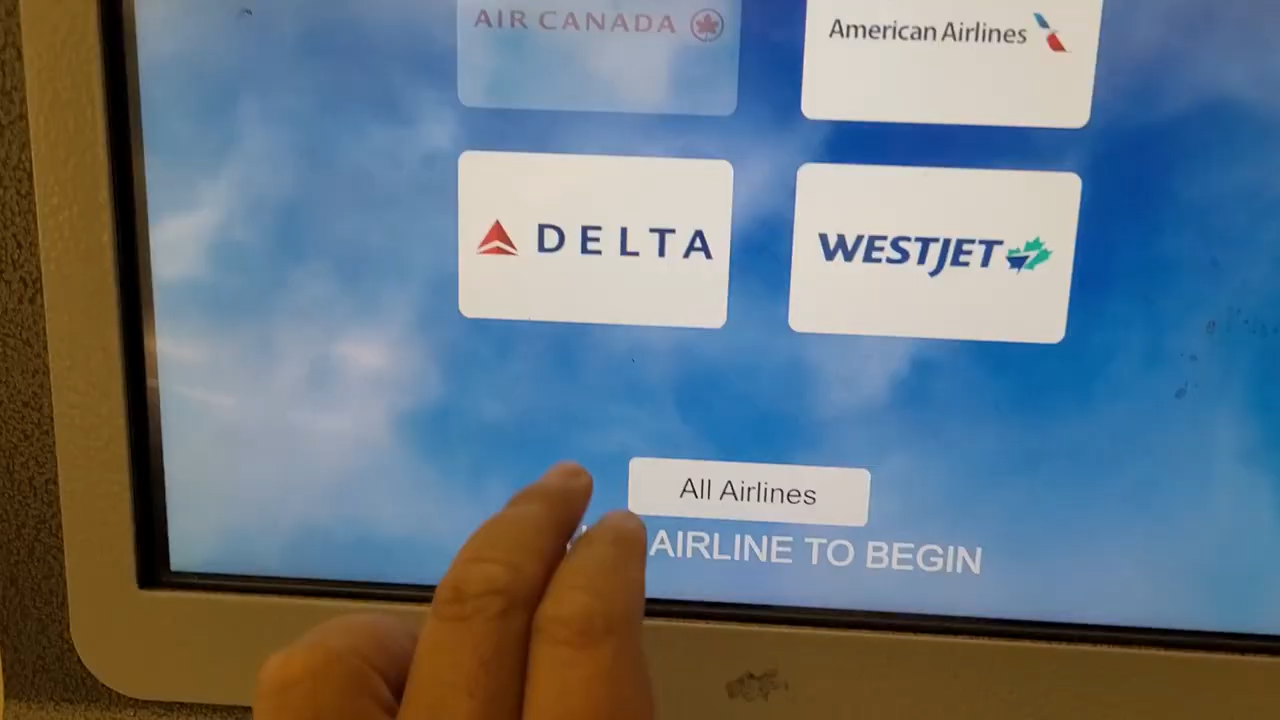 AIR CANADA
American Airlines
DELTA
WESTJET
All Airlines
AIRLINE TO BEGIN